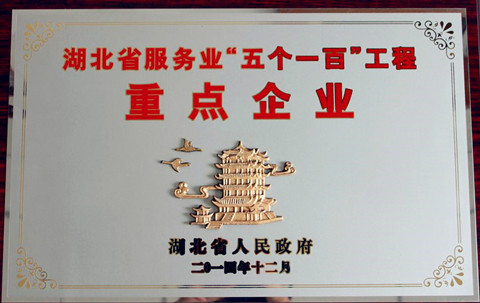 湖北省服务业“五个一百”工程
重点企业
湖北省人民政府
二〇一四年十二月